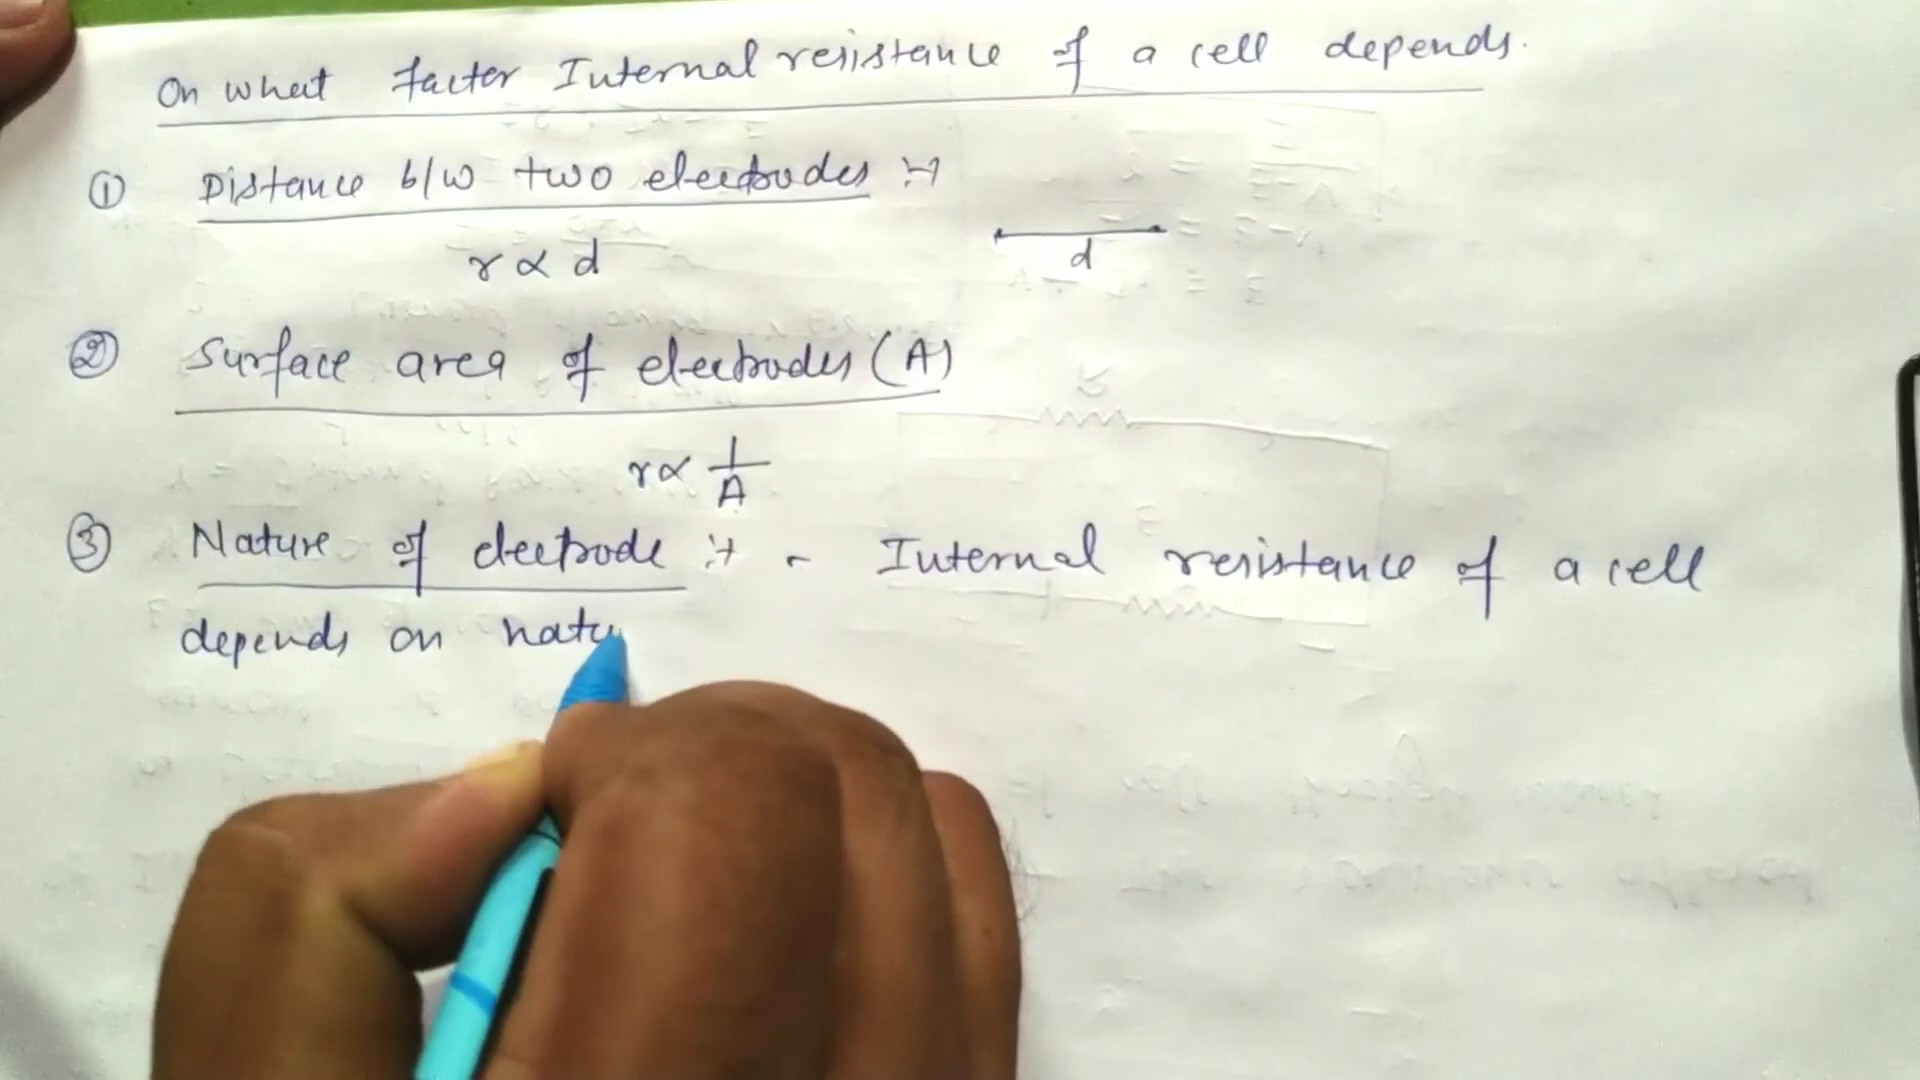 On what factor Internal resistance of a cell depends.
① Distance b/w two electrodes :-
d
r ∝ d
② Surface area of electrodes (A)
r ∝ 1/A
③ Nature of electrode :- - Internal resistance of a cell
depends on natu